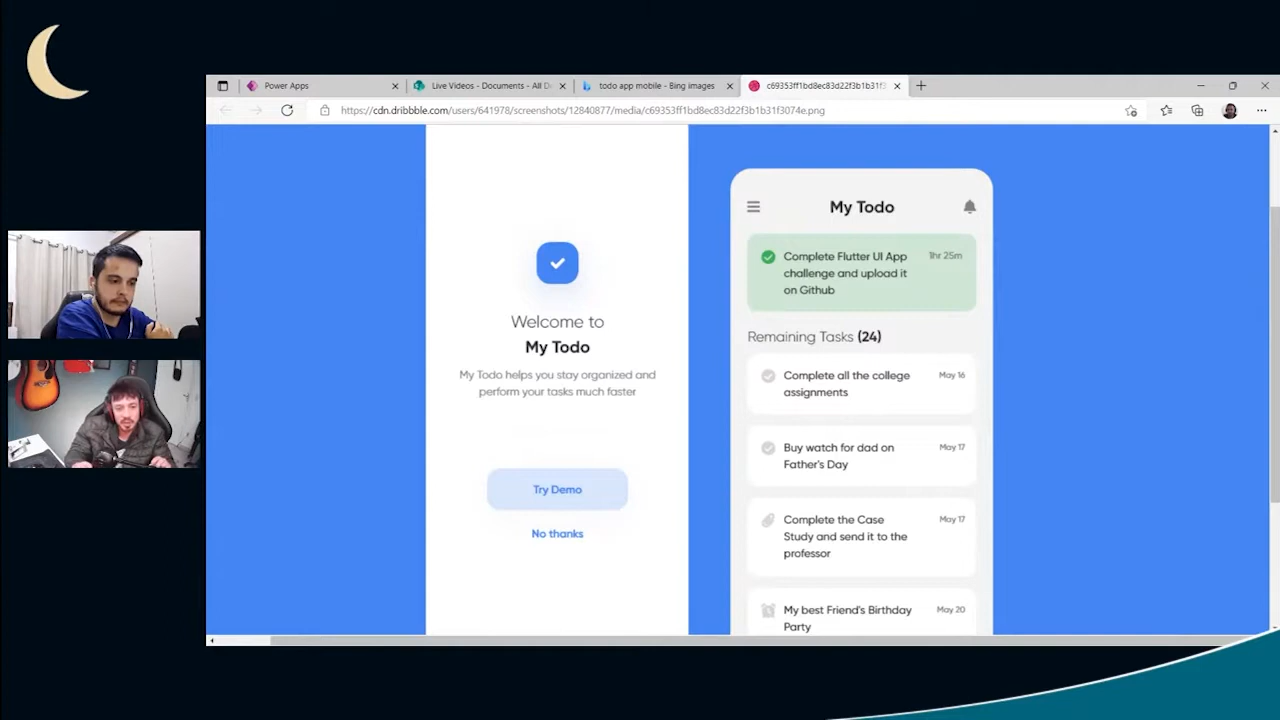 Power Apps
Live Videos - Documents - All D
todo app mobile - Bing images
c69353ff1bd8ec83d22f3b1b31f3
https://cdn.dribbble.com/users/641978/screenshots/12840877/media/c69353ff1bd8ec83d22f3b1b31f3074e.png
Welcome to
My Todo
My Todo helps you stay organized and
perform your tasks much faster
Try Demo
No thanks
My Todo
Complete Flutter UI App 1hr 25m
challenge and upload it
on Github
Remaining Tasks (24)
Complete all the college May 16
assignments
Buy watch for dad on May 17
Father's Day
Complete the Case May 17
Study and send it to the
professor
My best Friend's Birthday May 20
Party